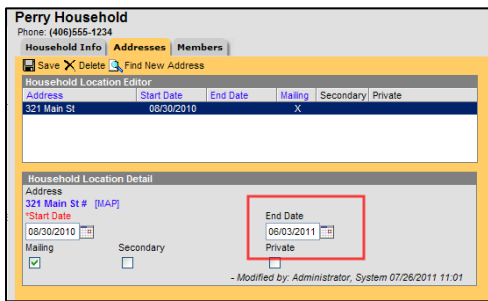 Perry Household
Phone: (406)555-1234
Household Info Addresses Members
Save Delete Find New Address
Household Location Editor
Address Start Date End Date Mailing Secondary Private
321 Main St 08/30/2010 X
Household Location Detail
Address
321 Main St # [MAP]
*Start Date End Date
08/30/2010 06/03/2011
Mailing Secondary Private
- Modified by: Administrator, System 07/26/2011 11:01